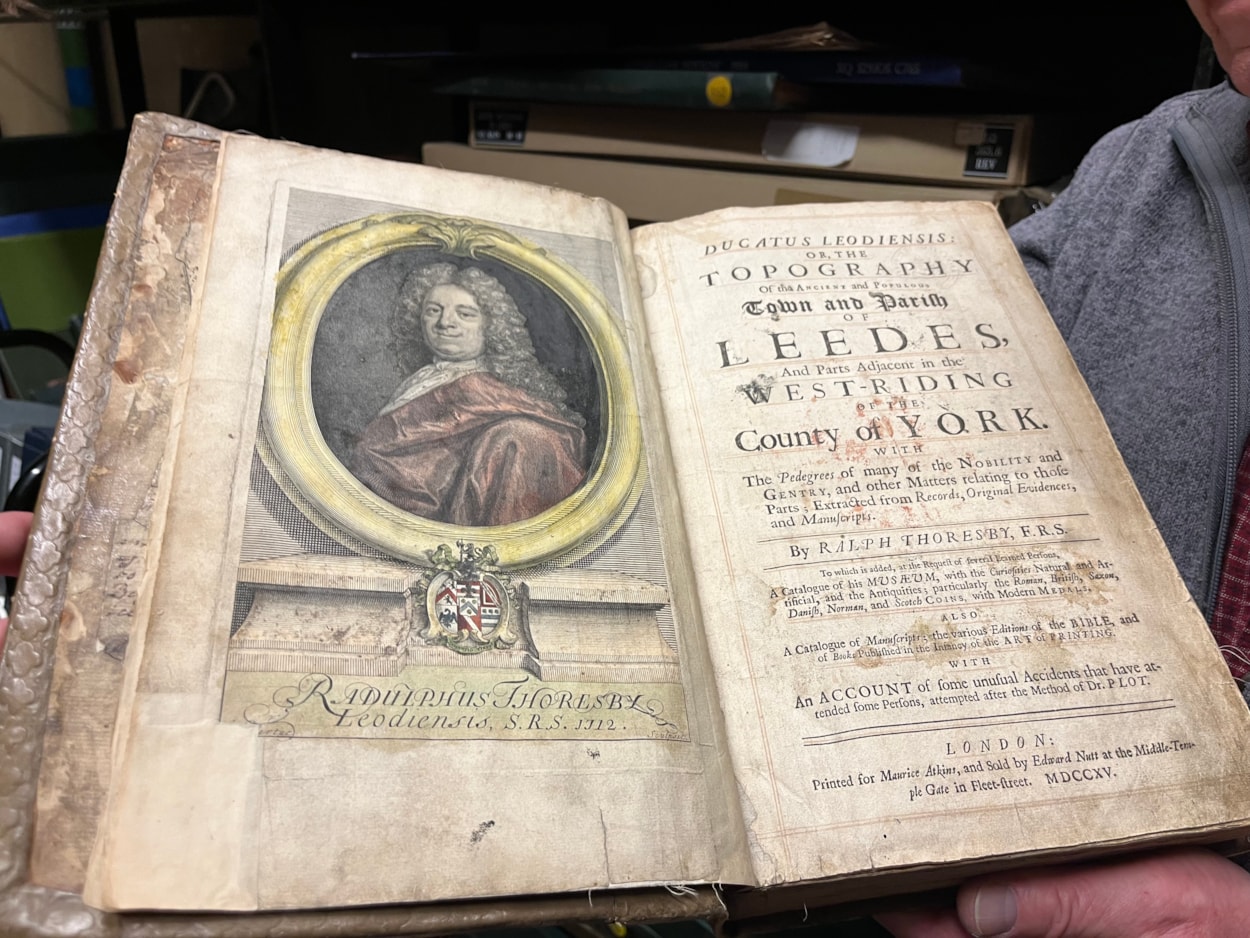 RADULPHUS THORESBY
Leodiensis, S.R.S. 1712.
Sculpsit
DUCATUS LEODIENSIS:
OR, THE
TOPOGRAPHY
Of the ANCIENT and POPULOUS
Town and Pariſh
OF
LEEDES,
And Parts Adjacent in the
WEST-RIDING
OF THE
County of YORK.
WITH
The Pedegrees of many of the NOBILITY and
GENTRY, and other Matters relating to thoſe
Parts; Extracted from Records, Original Evidences,
and Manuſcripts.
By RALPH THORESBY, F.R.S.
To which is added, at the Requeſt of ſeveral Learned Perſons,
A Catalogue of his MUSÆUM, with the Curioſities Natural and Ar-
tificial, and the Antiquities; particularly the Roman, Britiſh, Saxon,
Daniſh, Norman, and Scotch COINS, with Modern MEDALS.
ALSO
A Catalogue of Manuſcripts; the various Editions of the BIBLE, and
of Books Publiſhed in the Infancy of the ART of PRINTING.
WITH
An ACCOUNT of ſome unuſual Accidents that have at-
tended ſome Perſons, attempted after the Method of Dr. PLOT.
LONDON:
Printed for Maurice Atkins, and Sold by Edward Nutt at the Middle-Tem-
ple Gate in Fleet-ſtreet. MDCCXV.